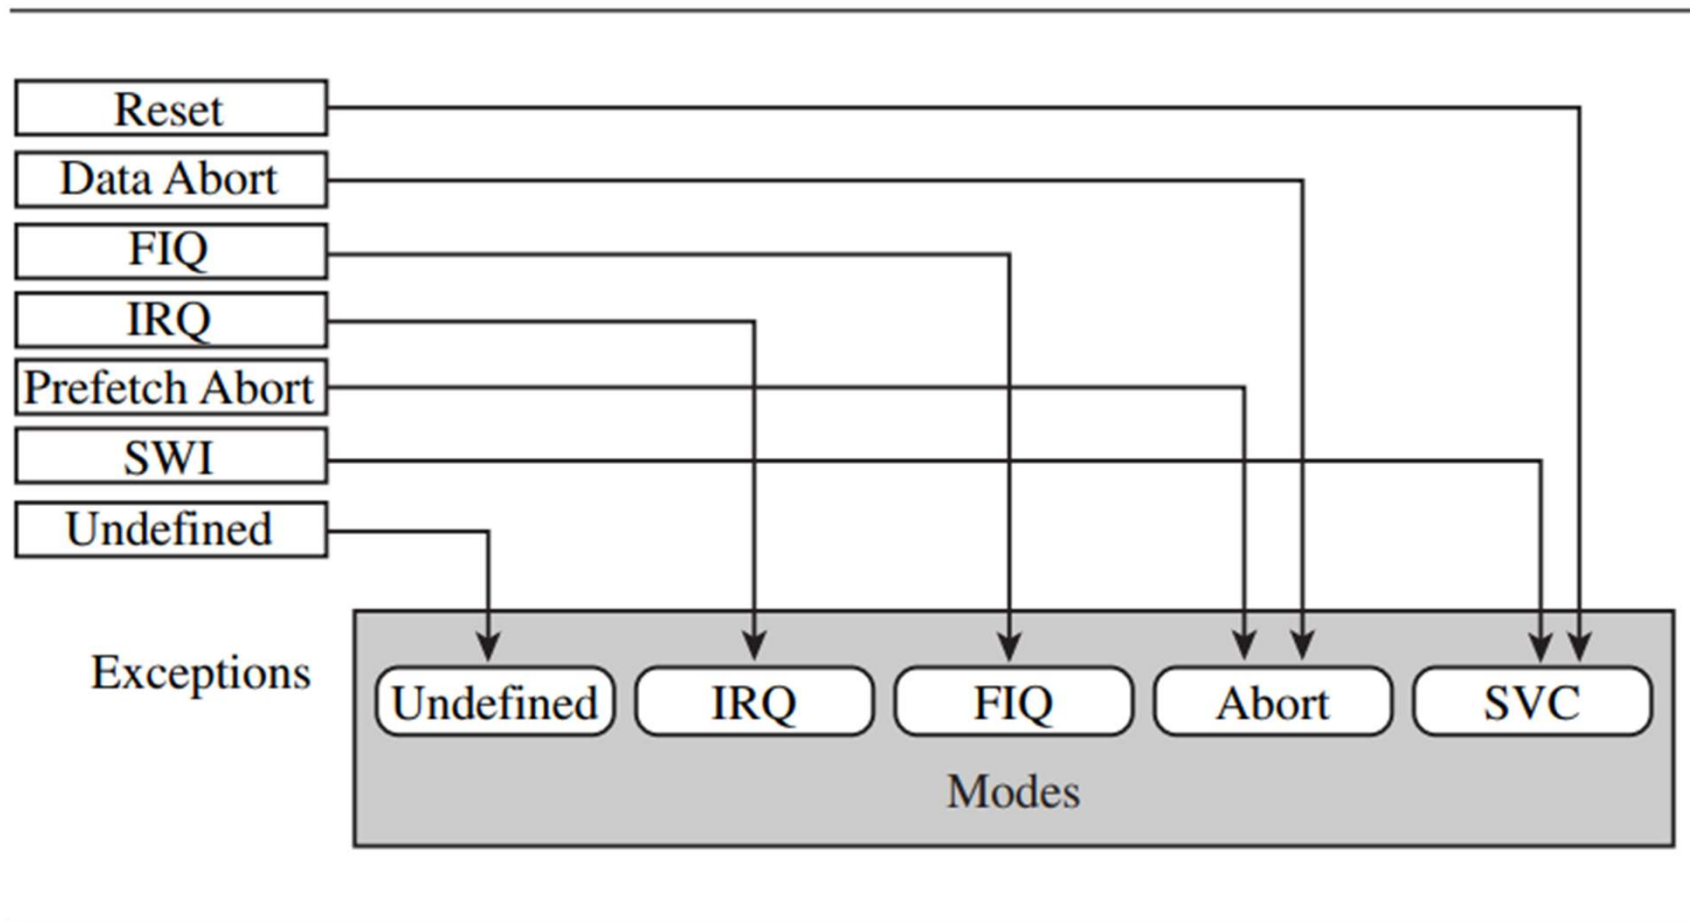 Reset
Data Abort
FIQ
IRQ
Prefetch Abort
SWI
Undefined
Exceptions
Undefined
IRQ
FIQ
Abort
SVC
Modes